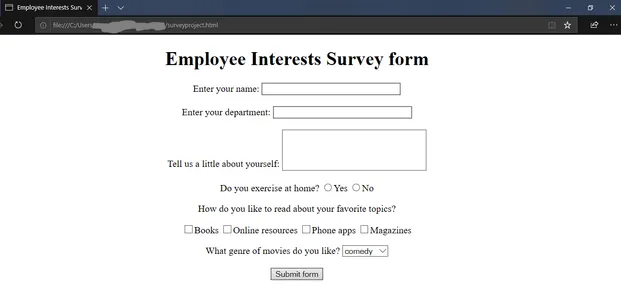 Employee Interests Surv
file:///C:/Users /surveyproject.html
Employee Interests Survey form
Enter your name:
Enter your department:
Tell us a little about yourself:
Do you exercise at home? Yes No
How do you like to read about your favorite topics?
Books Online resources Phone apps Magazines
What genre of movies do you like? comedy
Submit form